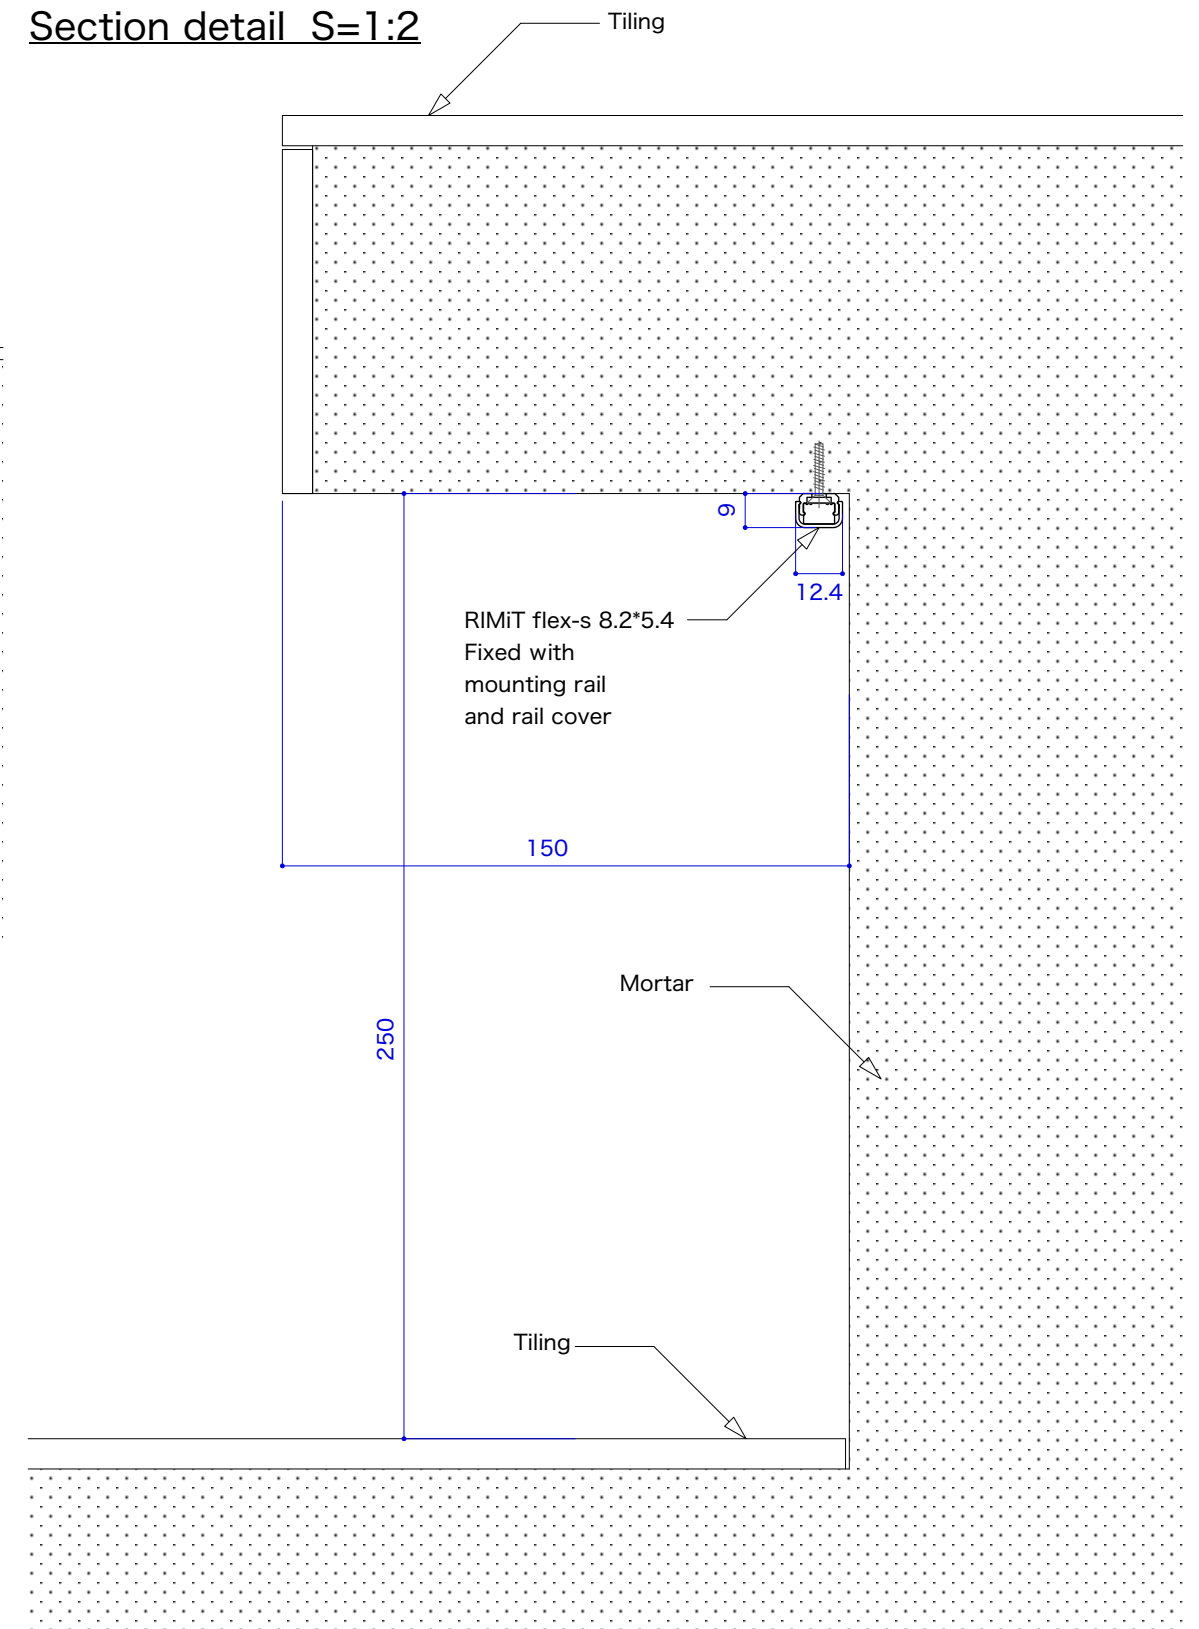 Section detail S=1:2
Tiling
9
12.4
RIMiT flex-s 8.2*5.4
Fixed with
mounting rail
and rail cover
150
Mortar
250
Tiling